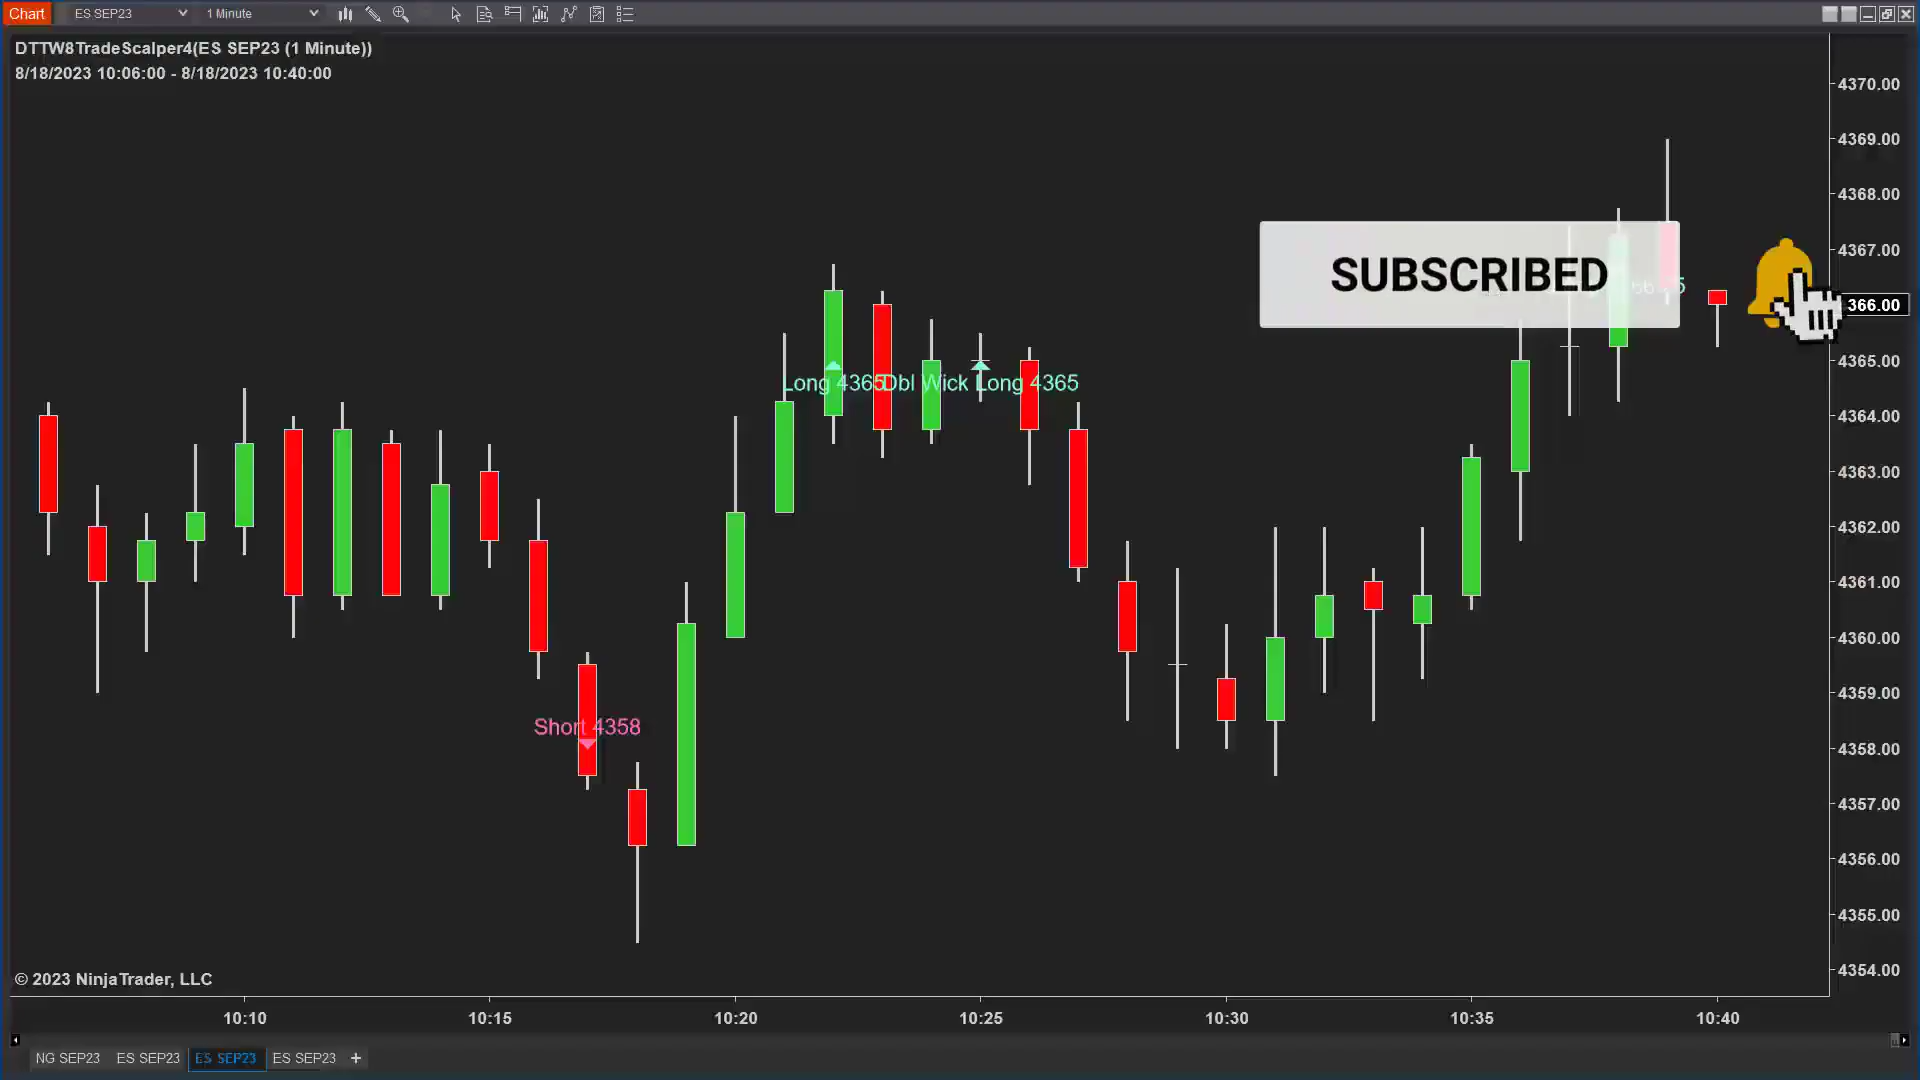 Chart ES SEP23 1 Minute
DTTW8TradeScalper4(ES SEP23 (1 Minute))
8/18/2023 10:06:00 - 8/18/2023 10:40:00
4370.00
4369.00
4368.00
4367.00
SUBSCRIBED
366.00
4365.00
Long 4365
Dbl Wick Long 4365
4364.00
4363.00
4362.00
4361.00
4360.00
4359.00
Short 4358
4358.00
4357.00
4356.00
4355.00
4354.00
© 2023 NinjaTrader, LLC
10:10 10:15 10:20 10:25 10:30 10:35 10:40
NG SEP23 ES SEP23 ES SEP23 ES SEP23 +